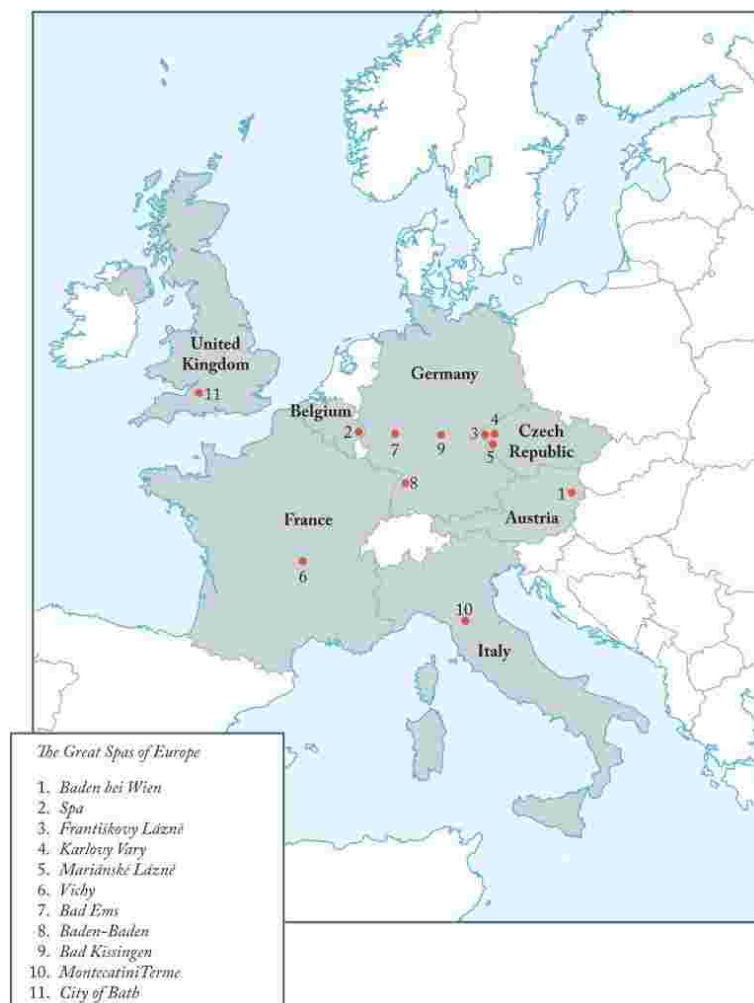 United
Kingdom
11
Belgium
2
Germany
7
9
3
4
5
Czech
Republic
8
1
Austria
France
6
10
Italy
The Great Spas of Europe
1. Baden bei Wien
2. Spa
3. Františkovy Lázně
4. Karlovy Vary
5. Mariánské Lázně
6. Vichy
7. Bad Ems
8. Baden-Baden
9. Bad Kissingen
10. MontecatiniTerme
11. City of Bath